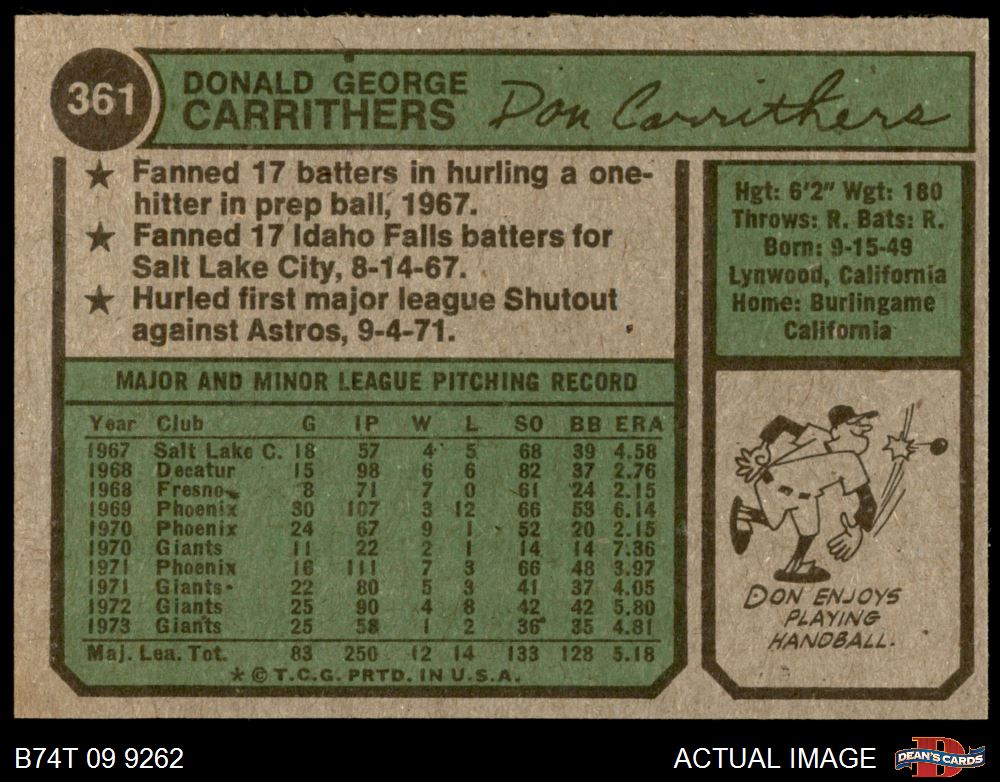 361
DONALD GEORGE
CARRITHERS
Don Carrithers
★ Fanned 17 batters in hurling a one-
hitter in prep ball, 1967.
★ Fanned 17 Idaho Falls batters for
Salt Lake City, 8-14-67.
★ Hurled first major league Shutout
against Astros, 9-4-71.
Hgt: 6'2" Wgt: 180
Throws: R. Bats: R.
Born: 9-15-49
Lynwood, California
Home: Burlingame
California
MAJOR AND MINOR LEAGUE PITCHING RECORD
Year Club G IP W L SO BB ERA
1967 Salt Lake C. 18 57 4 5 68 39 4.58
1968 Decatur 15 98 6 6 82 37 2.76
1968 Fresno 8 71 7 0 61 24 2.15
1969 Phoenix 30 107 3 12 66 53 6.14
1970 Phoenix 24 67 9 1 52 20 2.15
1970 Giants 11 22 2 1 14 14 7.36
1971 Phoenix 16 111 7 3 66 48 3.97
1971 Giants 22 80 5 3 41 37 4.05
1972 Giants 25 90 4 8 42 42 5.80
1973 Giants 25 58 1 2 36 35 4.81
Maj. Lea. Tot. 83 250 12 14 133 128 5.18
* © T.C.G. PRTD. IN U.S.A.
DON ENJOYS
PLAYING
HANDBALL.
B74T 09 9262
ACTUAL IMAGE
D
DEAN'S CARDS